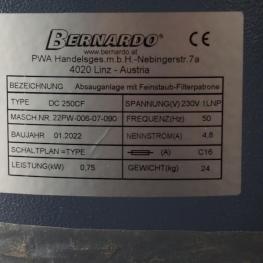 BERNARDO® CE
www.bernardo.at
PWA Handelsges.m.b.H.-Nebingerstr.7a
4020 Linz - Austria
BEZEICHNUNG Absauganlage mit Feinstaub-Filterpatrone
TYPE DC 250CF SPANNUNG(V) 230V 1LNP
MASCH.NR. 22PW-006-07-090 FREQUENZ(Hz) 50
BAUJAHR 01.2022 NENNSTROM(A) 4,8
SCHALTPLAN =TYPE (A) C16
LEISTUNG(kW) 0,75 GEWICHT(kg) 24